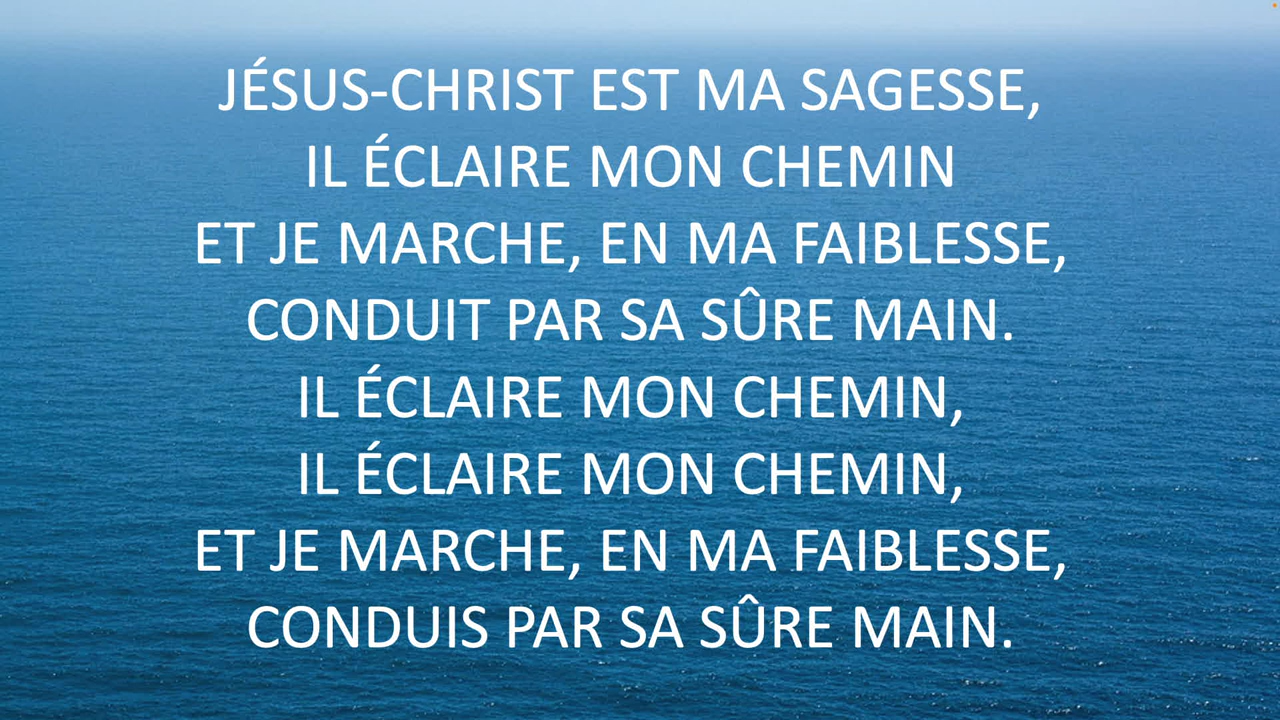 JÉSUS-CHRIST EST MA SAGESSE,
IL ÉCLAIRE MON CHEMIN
ET JE MARCHE, EN MA FAIBLESSE,
CONDUIT PAR SA SÛRE MAIN.
IL ÉCLAIRE MON CHEMIN,
IL ÉCLAIRE MON CHEMIN,
ET JE MARCHE, EN MA FAIBLESSE,
CONDUIS PAR SA SÛRE MAIN.